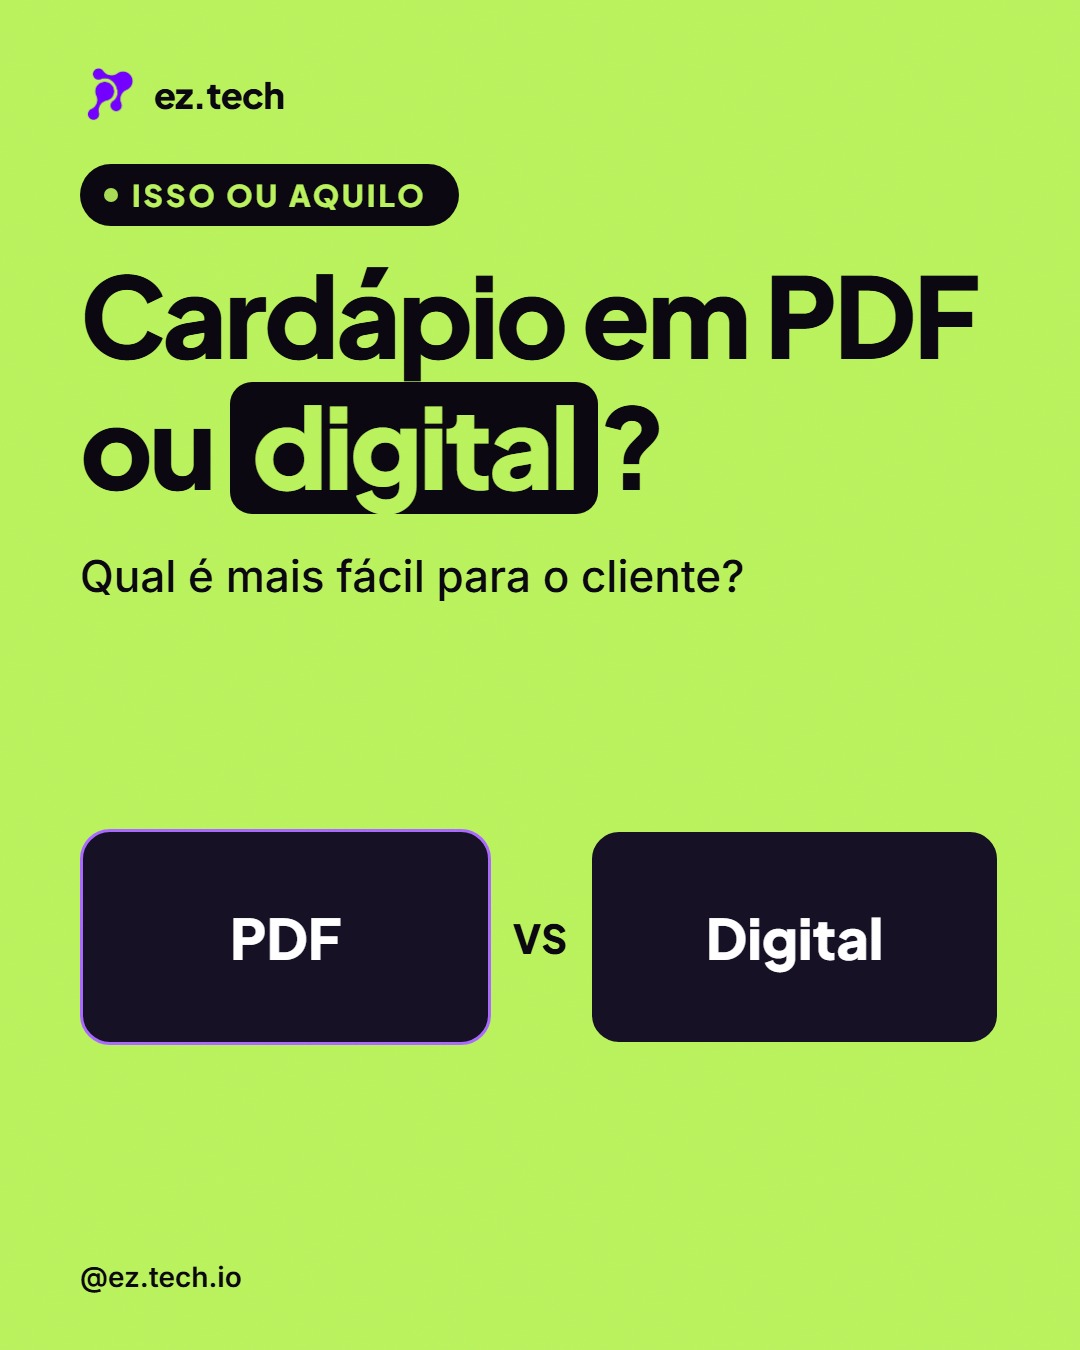 ez.tech
ISSO OU AQUILO
Cardápio em PDF
ou digital?
Qual é mais fácil para o cliente?
PDF
VS
Digital
@ez.tech.io